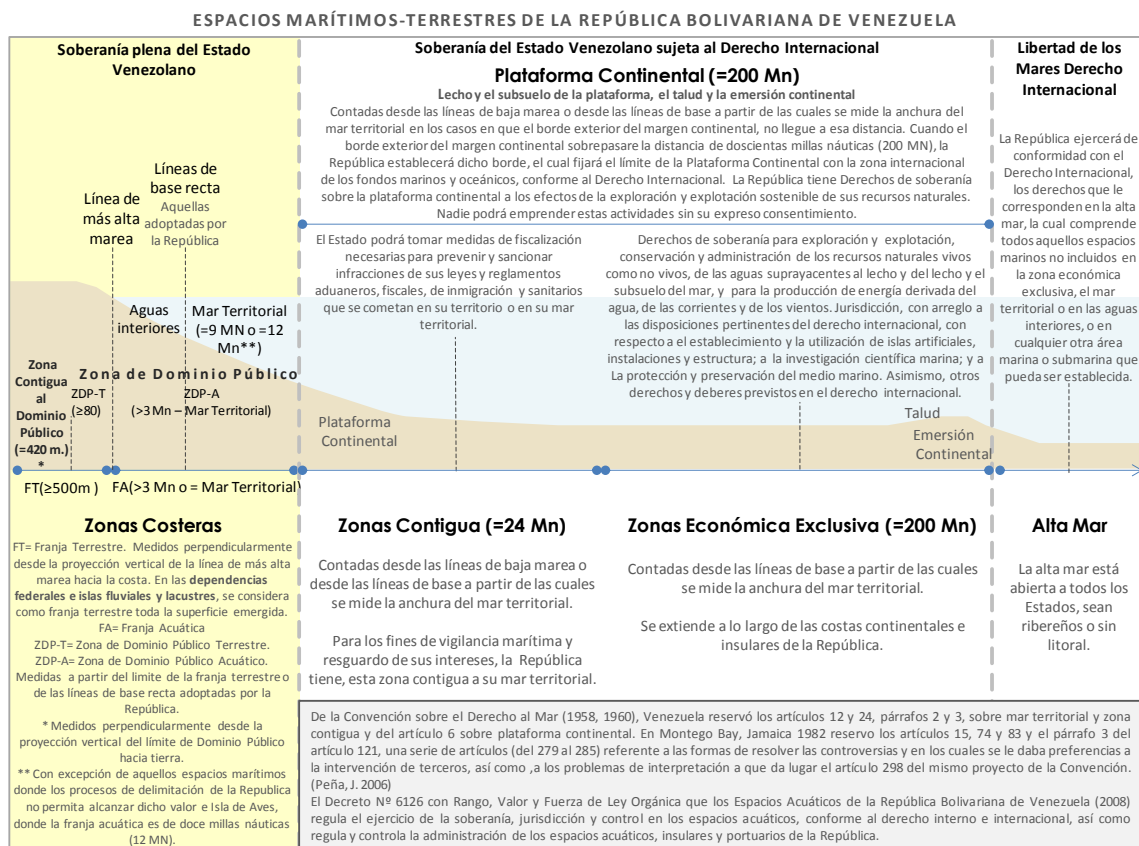 ESPACIOS MARÍTIMOS-TERRESTRES DE LA REPÚBLICA BOLIVARIANA DE VENEZUELA
Soberanía plena del Estado
Venezolano
Líneas de
base recta
Aquellas
adoptadas por
la República
Línea de
más alta
marea
Aguas
interiores
Mar Territorial
(=9 MN o =12
Mn**)
Zona
Contigua
al
Dominio
Público
(=420 m.)
*
Zona de Dominio Público
ZDP-T
(≥80)
ZDP-A
(>3 Mn – Mar Territorial)
FT(≥500m )
FA(>3 Mn o = Mar Territorial)
Zonas Costeras
FT= Franja Terrestre. Medidos perpendicularmente
desde la proyección vertical de la línea de más alta
marea hacia la costa. En las dependencias
federales e islas fluviales y lacustres, se considera
como franja terrestre toda la superficie emergida.
FA= Franja Acuática
ZDP-T= Zona de Dominio Público Terrestre.
ZDP-A= Zona de Dominio Público Acuático.
Medidas a partir del limite de la franja terrestre o
de las líneas de base recta adoptadas por la
República.
* Medidos perpendicularmente desde la
proyección vertical del límite de Dominio Público
hacia tierra.
** Con excepción de aquellos espacios marítimos
donde los procesos de delimitación de la Republica
no permita alcanzar dicho valor e Isla de Aves,
donde la franja acuática es de doce millas náuticas
(12 MN).
Soberanía del Estado Venezolano sujeta al Derecho Internacional
Plataforma Continental (=200 Mn)
Lecho y el subsuelo de la plataforma, el talud y la emersión continental
Contadas desde las líneas de baja marea o desde las líneas de base a partir de las cuales se mide la anchura del
mar territorial en los casos en que el borde exterior del margen continental, no llegue a esa distancia. Cuando el
borde exterior del margen continental sobrepasare la distancia de doscientas millas náuticas (200 MN), la
República establecerá dicho borde, el cual fijará el límite de la Plataforma Continental con la zona internacional
de los fondos marinos y oceánicos, conforme al Derecho Internacional. La República tiene Derechos de soberanía
sobre la plataforma continental a los efectos de la exploración y explotación sostenible de sus recursos naturales.
Nadie podrá emprender estas actividades sin su expreso consentimiento.
El Estado podrá tomar medidas de fiscalización
necesarias para prevenir y sancionar
infracciones de sus leyes y reglamentos
aduaneros, fiscales, de inmigración y sanitarios
que se cometan en su territorio o en su mar
territorial.
Plataforma
Continental
Zonas Contigua (=24 Mn)
Contadas desde las líneas de baja marea o
desde las líneas de base a partir de las cuales
se mide la anchura del mar territorial.
Para los fines de vigilancia marítima y
resguardo de sus intereses, la República
tiene, esta zona contigua a su mar territorial.
Derechos de soberanía para exploración y explotación,
conservación y administración de los recursos naturales vivos
como no vivos, de las aguas suprayacentes al lecho y del lecho y el
subsuelo del mar, y para la producción de energía derivada del
agua, de las corrientes y de los vientos. Jurisdicción, con arreglo a
las disposiciones pertinentes del derecho internacional, con
respecto a el establecimiento y la utilización de islas artificiales,
instalaciones y estructura; a la investigación científica marina; y a
La protección y preservación del medio marino. Asimismo, otros
derechos y deberes previstos en el derecho internacional.
Talud
Emersión
Continental
Zonas Económica Exclusiva (=200 Mn)
Contadas desde las líneas de base a partir de las cuales
se mide la anchura del mar territorial.
Se extiende a lo largo de las costas continentales e
insulares de la República.
Libertad de los
Mares Derecho
Internacional
La República ejercerá de
conformidad con el
Derecho Internacional,
los derechos que le
corresponden en la alta
mar, la cual comprende
todos aquellos espacios
marinos no incluidos en
la zona económica
exclusiva, el mar
territorial o en las aguas
interiores, o en
cualquier otra área
marina o submarina que
pueda ser establecida.
Alta Mar
La alta mar está
abierta a todos los
Estados, sean
ribereños o sin
litoral.
De la Convención sobre el Derecho al Mar (1958, 1960), Venezuela reservó los artículos 12 y 24, párrafos 2 y 3, sobre mar territorial y zona
contigua y del artículo 6 sobre plataforma continental. En Montego Bay, Jamaica 1982 reservo los artículos 15, 74 y 83 y el párrafo 3 del
artículo 121, una serie de artículos (del 279 al 285) referente a las formas de resolver las controversias y en los cuales se le daba preferencias a
la intervención de terceros, así como ,a los problemas de interpretación a que da lugar el artículo 298 del mismo proyecto de la Convención.
(Peña, J. 2006)
El Decreto Nº 6126 con Rango, Valor y Fuerza de Ley Orgánica que los Espacios Acuáticos de la República Bolivariana de Venezuela (2008)
regula el ejercicio de la soberanía, jurisdicción y control en los espacios acuáticos, conforme al derecho interno e internacional, así como
regula y controla la administración de los espacios acuáticos, insulares y portuarios de la República.